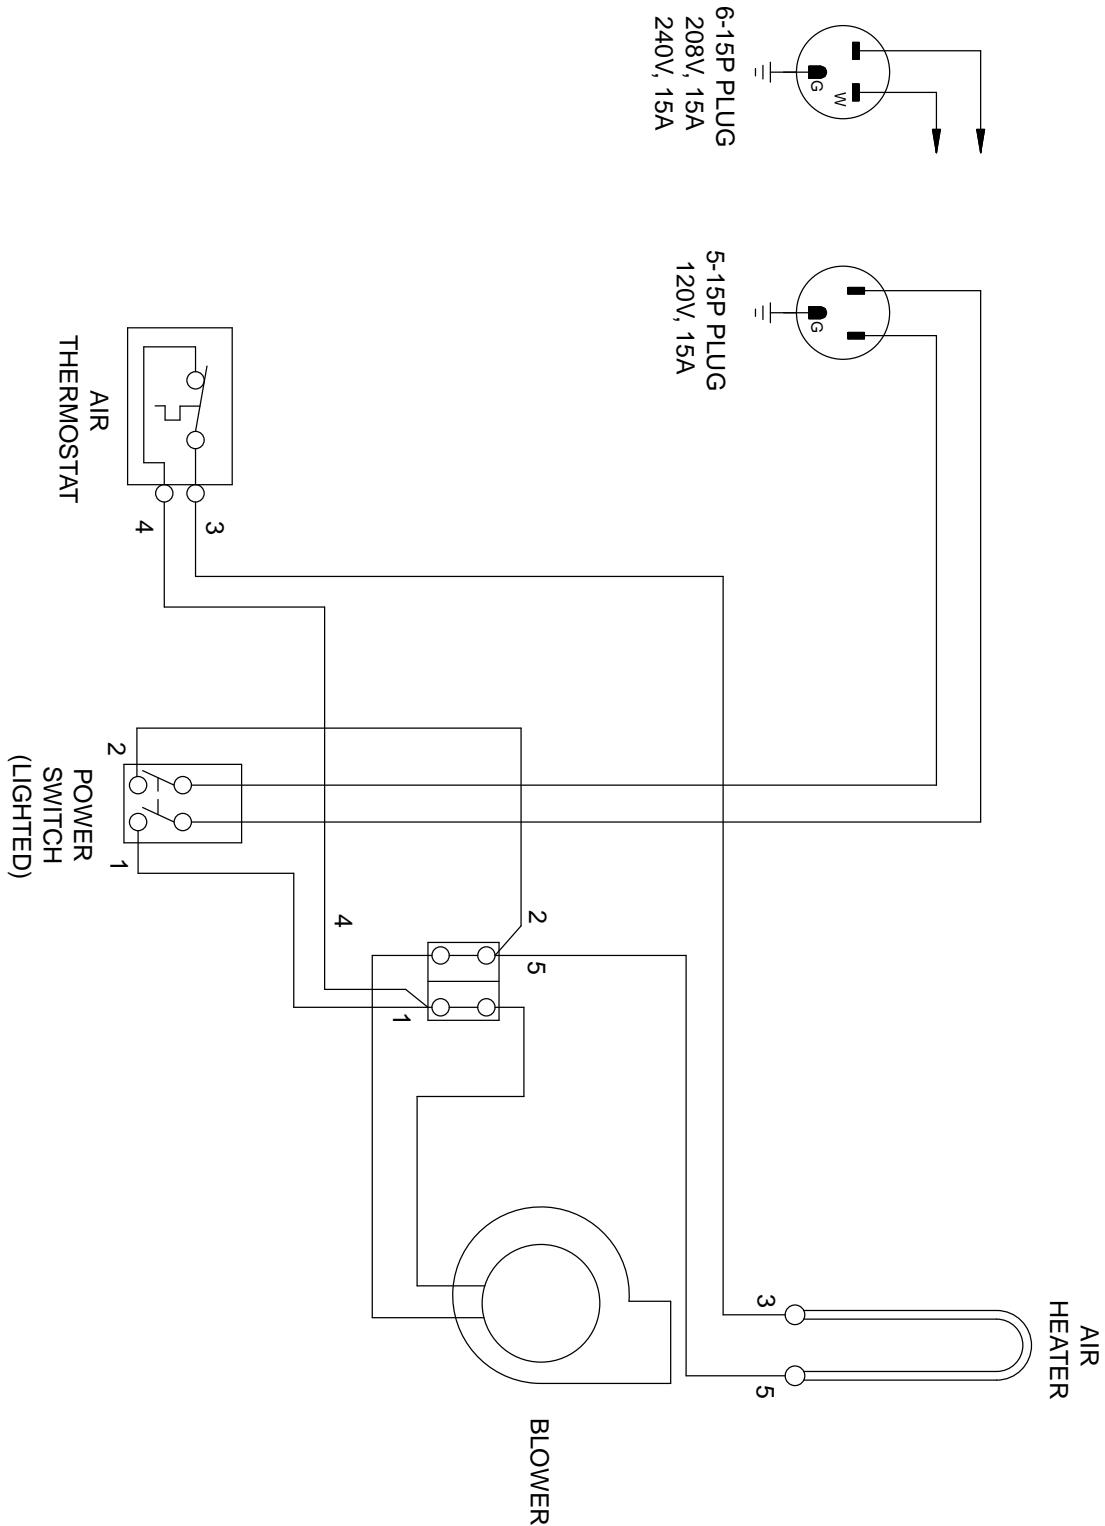 AIR
HEATER
3
5
W
G
G
6-15P PLUG
208V, 15A
240V, 15A
5-15P PLUG
120V, 15A
2
5
BLOWER
1
4
3
4
2
1
AIR
THERMOSTAT
POWER
SWITCH
(LIGHTED)